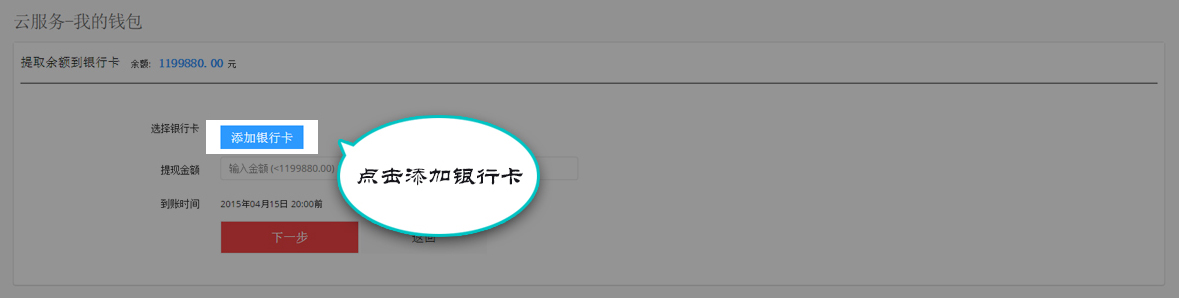 云服务-我的钱包
提取余额到银行卡 余额: 1199880.00 元
选择银行卡 添加银行卡
点击添加银行卡
提现金额 输入金额 (<1199880.00)
到账时间 2015年04月15日 20:00前
下一步 返回